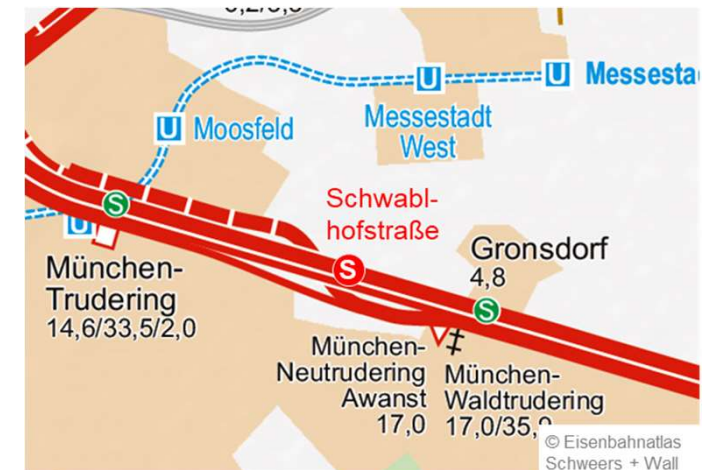 U Moosfeld
U
Messestadt
West
U
S
U
Schwabl-
hofstraße
S
Gronsdorf
4,8
S
München-
Trudering
14,6/33,5/2,0
München-
Neutrudering
Awanst
17,0
München-
Waldtrudering
17,0/35,
© Eisenbahnatlas
Schweers + Wall